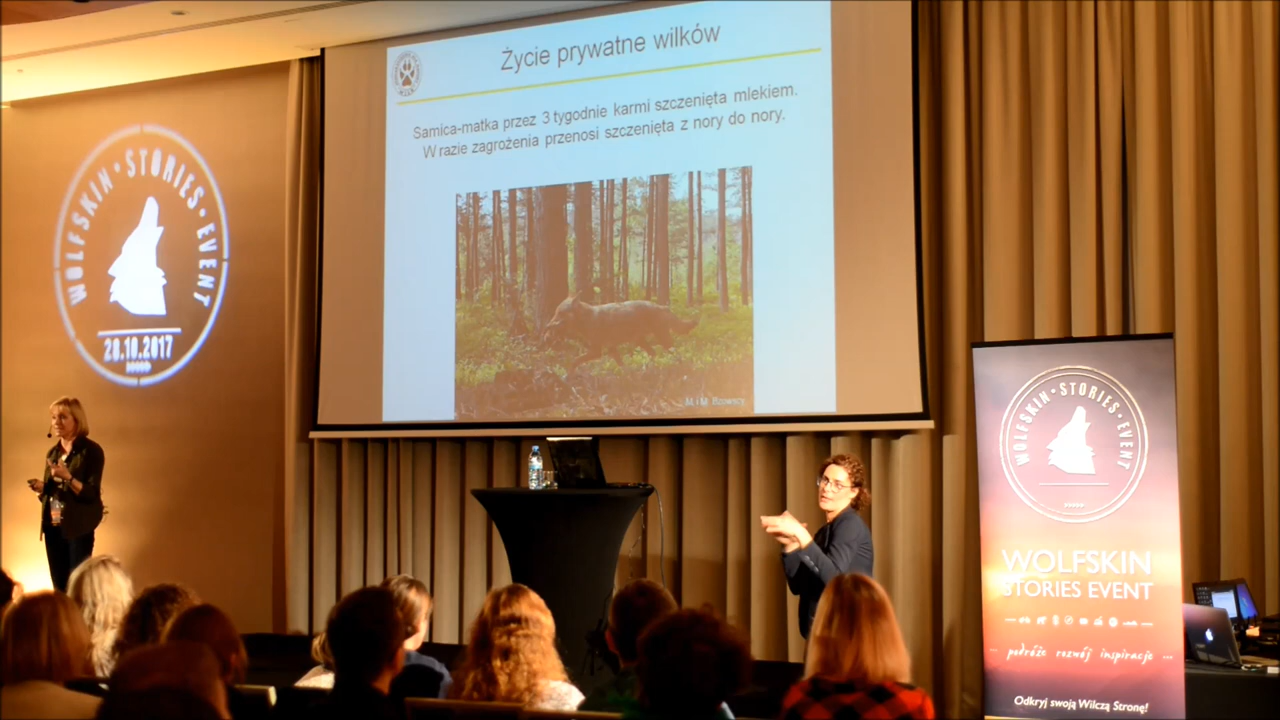 WOLFSKIN • STORIES • EVENT
28.10.2017
Życie prywatne wilków
Samica-matka przez 3 tygodnie karmi szczenięta mlekiem.
W razie zagrożenia przenosi szczenięta z nory do nory.
WOLFSKIN • STORIES • EVENT
WOLFSKIN
STORIES EVENT
podróże rozwój inspiracje ...
Odkryj swoją Wilczą Stronę!